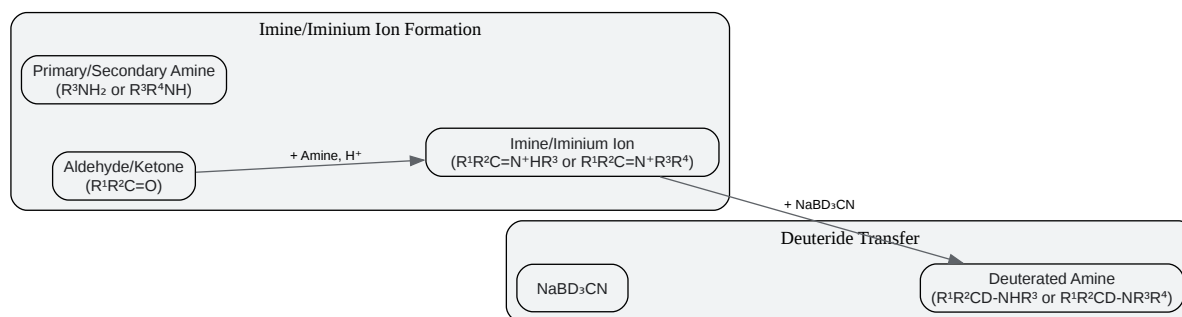 Imine/Iminium Ion Formation
Primary/Secondary Amine
(R³NH₂ or R³R⁴NH)
Aldehyde/Ketone
(R¹R²C=O)
+ Amine, H⁺
Imine/Iminium Ion
(R¹R²C=N⁺HR³ or R¹R²C=N⁺R³R⁴)
+ NaBD₃CN
Deuteride Transfer
NaBD₃CN
Deuterated Amine
(R¹R²CD-NHR³ or R¹R²CD-NR³R⁴)